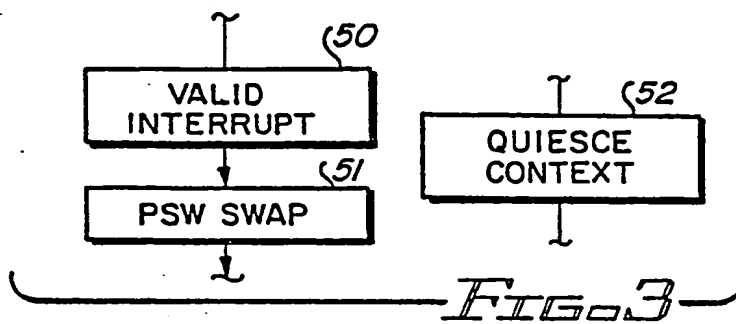 50
VALID
INTERRUPT
51
PSW SWAP
52
QUIESCE
CONTEXT
FIG. 3